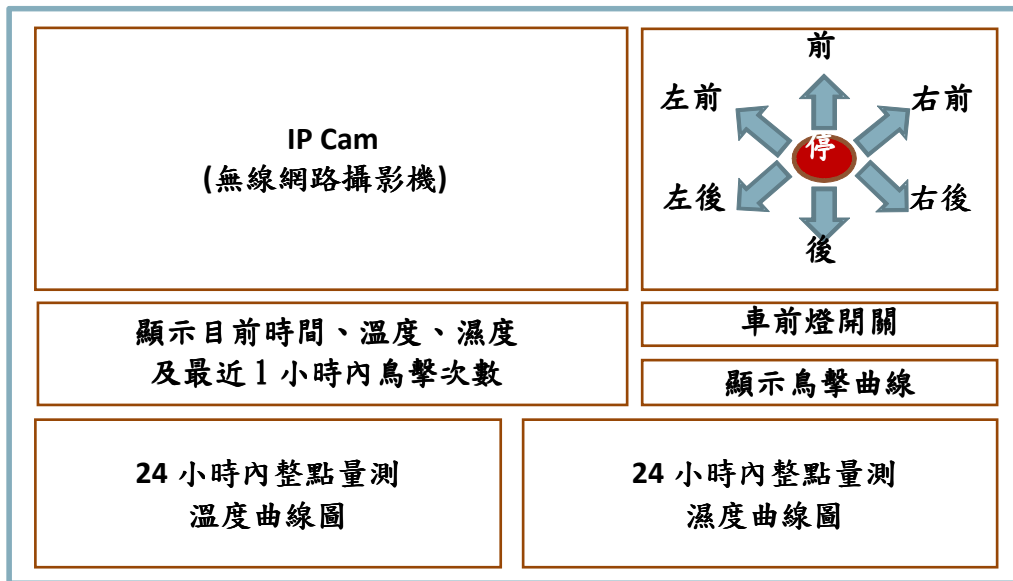 IP Cam
(無線網路攝影機)
前
左前
右前
停
左後
右後
後
顯示目前時間、溫度、濕度
及最近 1 小時內鳥擊次數
車前燈開關
顯示鳥擊曲線
24 小時內整點量測
溫度曲線圖
24 小時內整點量測
濕度曲線圖